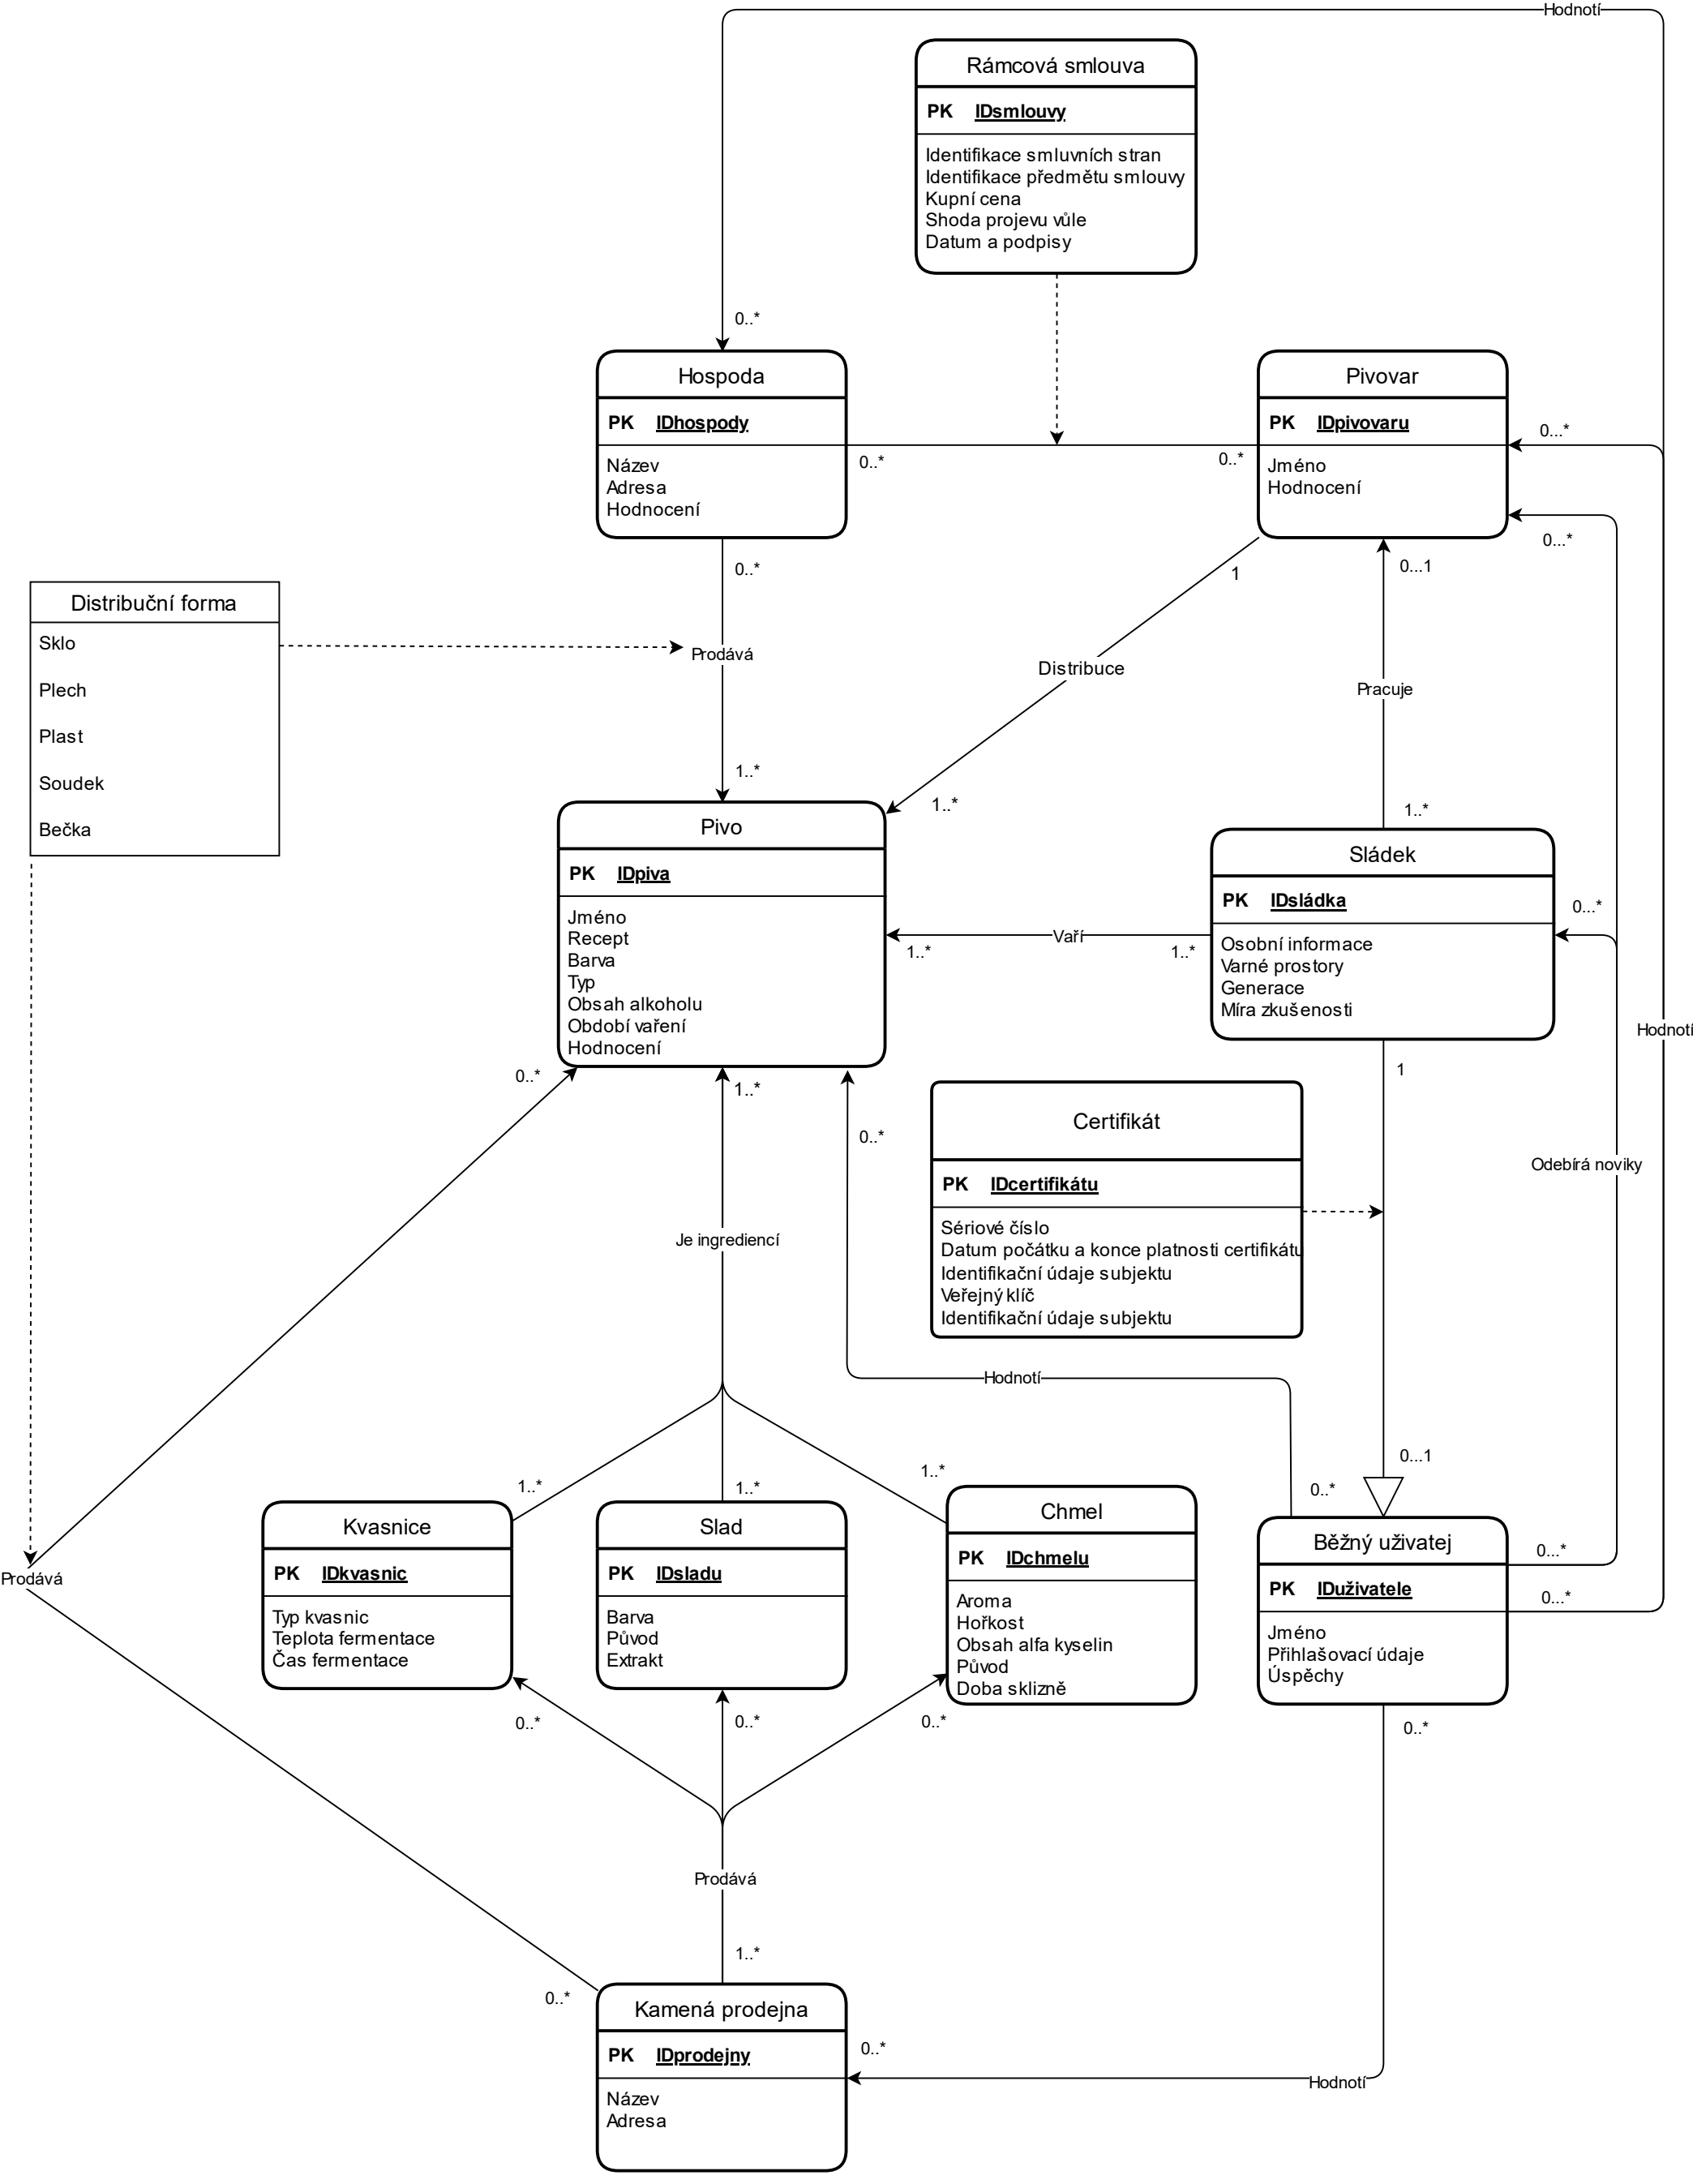 Hodnotí
Rámcová smlouva
PK IDsmlouvy
Identifikace smluvních stran
Identifikace předmětu smlouvy
Kupní cena
Shoda projevu vůle
Datum a podpisy
0..*
Hospoda
PK IDhospody
Název
Adresa
Hodnocení
0..*
0..*
Pivovar
PK IDpivovaru
Jméno
Hodnocení
0...*
0...*
0..*
1
0...1
Distribuční forma
Sklo
Plech
Plast
Soudek
Bečka
Prodává
Distribuce
Pracuje
1..*
1..*
1..*
Pivo
PK IDpiva
Jméno
Recept
Barva
Typ
Obsah alkoholu
Období vaření
Hodnocení
Sládek
PK IDsládka
Osobní informace
Varné prostory
Generace
Míra zkušenosti
0...*
Vaří
1..*
1..*
Hodnotí
0..*
1..*
1
0..*
Certifikát
PK IDcertifikátu
Sériové číslo
Datum počátku a konce platnosti certifikátu
Identifikační údaje subjektu
Veřejný klíč
Identifikační údaje subjektu
Odebírá noviky
Je ingrediencí
Hodnotí
0...1
1..*
1..*
1..*
0..*
Kvasnice
PK IDkvasnic
Typ kvasnic
Teplota fermentace
Čas fermentace
Slad
PK IDsladu
Barva
Původ
Extrakt
Chmel
PK IDchmelu
Aroma
Hořkost
Obsah alfa kyselin
Původ
Doba sklizně
Běžný uživatej
PK IDuživatele
Jméno
Přihlašovací údaje
Úspěchy
0...*
0...*
Prodává
0..*
0..*
0..*
0..*
Prodává
1..*
0..*
Kamená prodejna
PK IDprodejny
Název
Adresa
0..*
Hodnotí